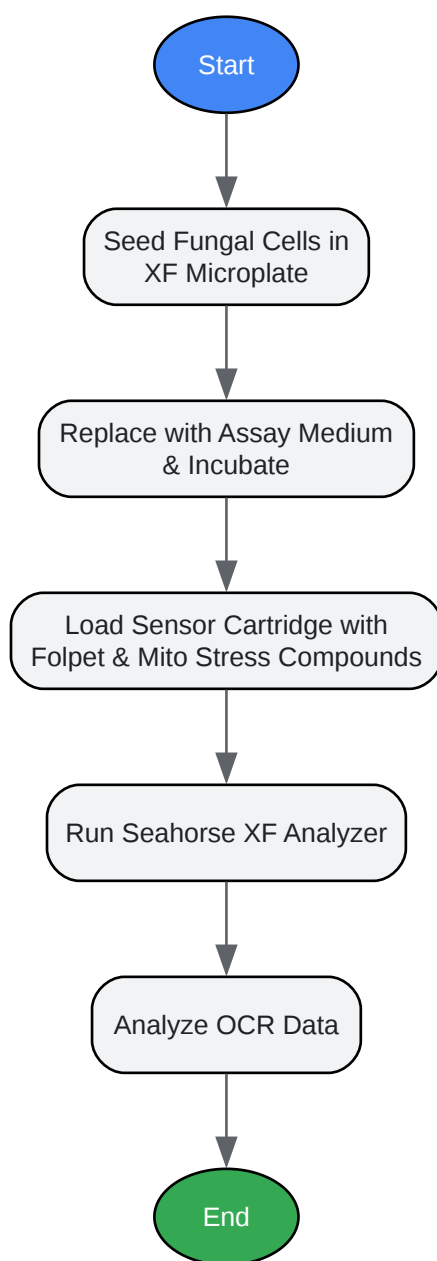 Start
Seed Fungal Cells in
XF Microplate
Replace with Assay Medium
& Incubate
Load Sensor Cartridge with
Folpet & Mito Stress Compounds
Run Seahorse XF Analyzer
Analyze OCR Data
End